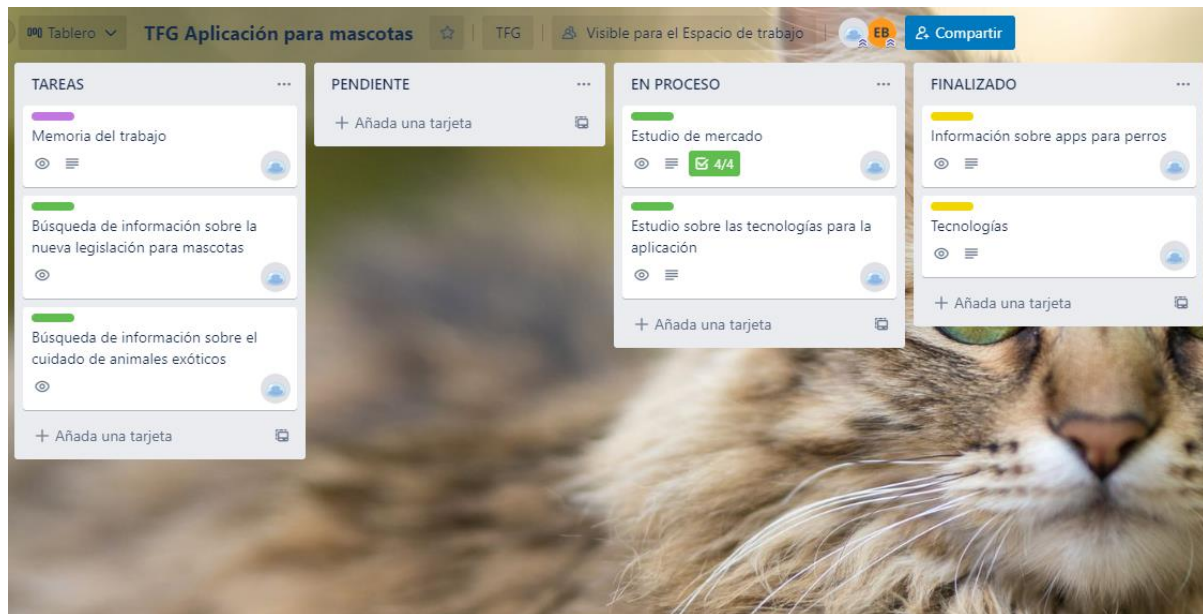 Tablero
TFG Aplicación para mascotas
TFG
Visible para el Espacio de trabajo
EB
Compartir
TAREAS
Memoria del trabajo
Búsqueda de información sobre la
nueva legislación para mascotas
Búsqueda de información sobre el
cuidado de animales exóticos
+ Añada una tarjeta
PENDIENTE
+ Añada una tarjeta
EN PROCESO
Estudio de mercado
4/4
Estudio sobre las tecnologías para la
aplicación
+ Añada una tarjeta
FINALIZADO
Información sobre apps para perros
Tecnologías
+ Añada una tarjeta